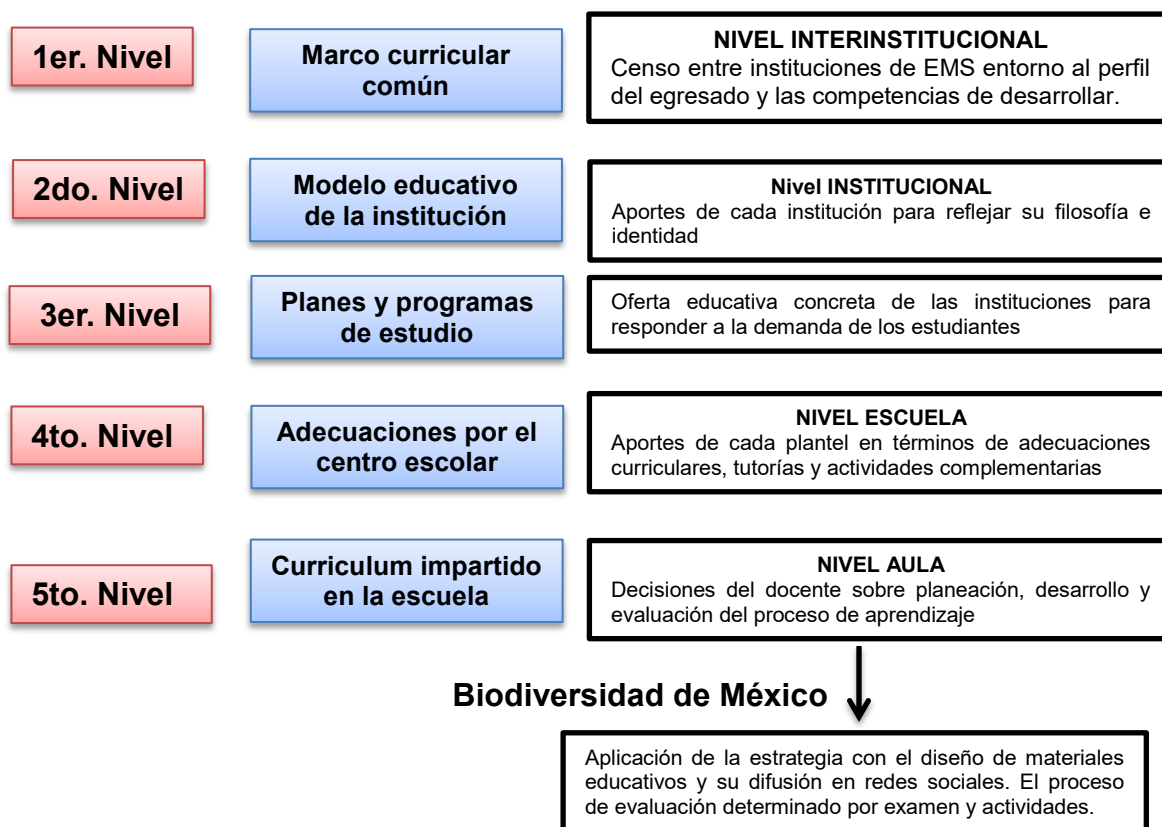 1er. Nivel
Marco curricular
común
NIVEL INTERINSTITUCIONAL
Censo entre instituciones de EMS entorno al perfil
del egresado y las competencias de desarrollar.
2do. Nivel
Modelo educativo
de la institución
Nivel INSTITUCIONAL
Aportes de cada institución para reflejar su filosofía e
identidad
3er. Nivel
Planes y programas
de estudio
Oferta educativa concreta de las instituciones para
responder a la demanda de los estudiantes
4to. Nivel
Adecuaciones por el
centro escolar
NIVEL ESCUELA
Aportes de cada plantel en términos de adecuaciones
curriculares, tutorías y actividades complementarias
5to. Nivel
Curriculum impartido
en la escuela
NIVEL AULA
Decisiones del docente sobre planeación, desarrollo y
evaluación del proceso de aprendizaje
Biodiversidad de México
Aplicación de la estrategia con el diseño de materiales
educativos y su difusión en redes sociales. El proceso
de evaluación determinado por examen y actividades.